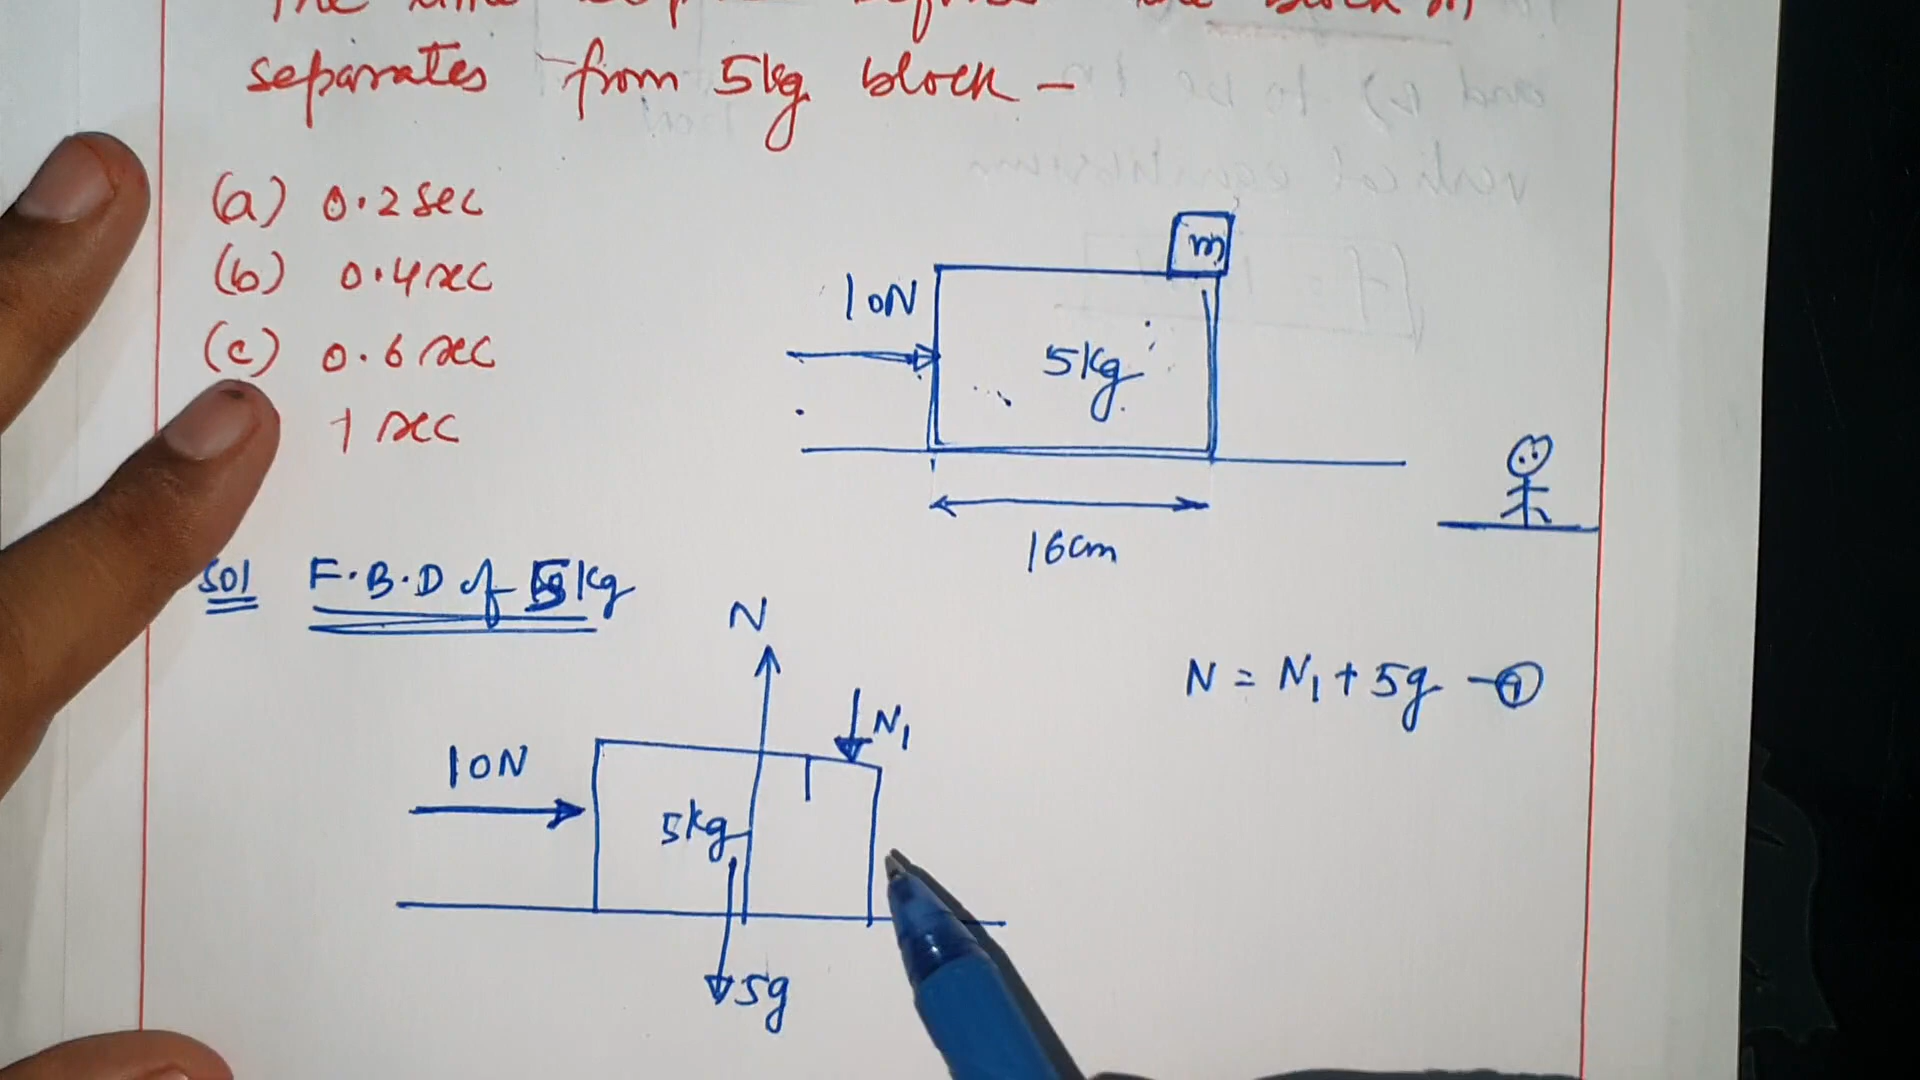 separates from 5kg block -
(a) 0.2 sec
(b) 0.4 sec
(c) 0.6 sec
1 sec
m
10N
5kg
16cm
Sol F.B.D of 5kg
N
N = N₁ + 5g - ①
N₁
10N
5kg
5g